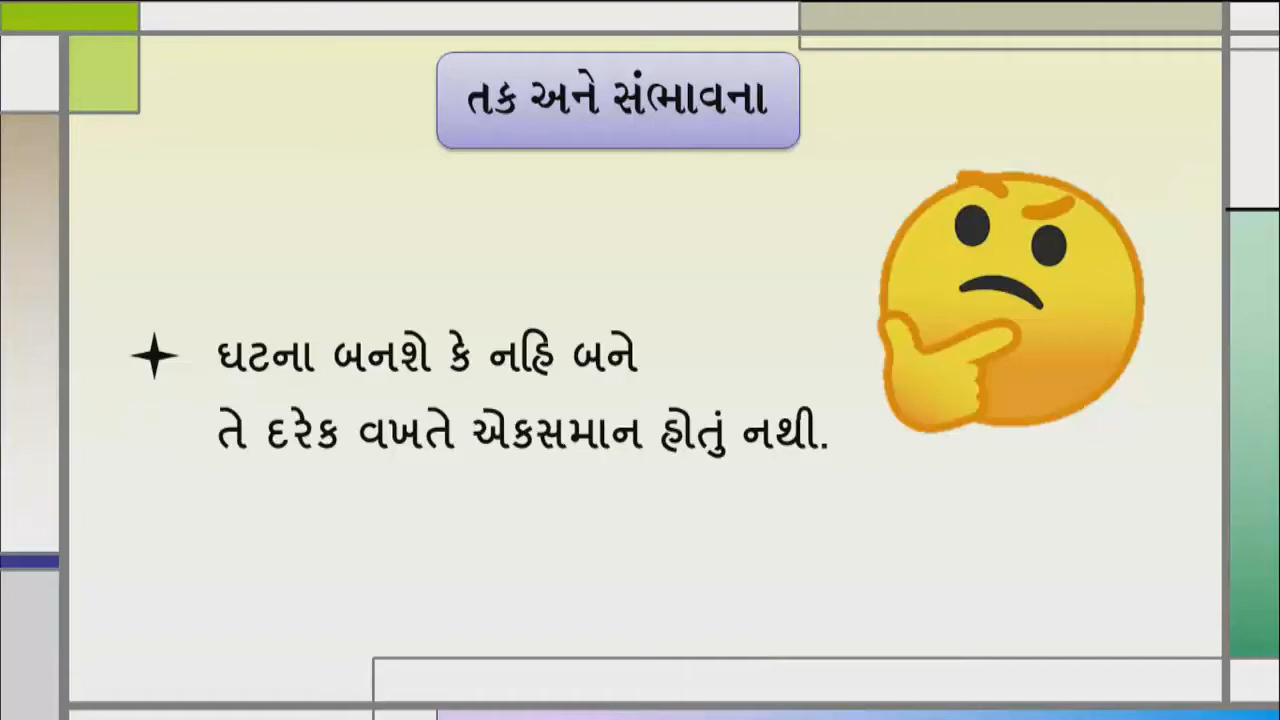 તક અને સંભાવના
ઘટના બનશે કે નહિ બને
તે દરેક વખતે એકસમાન હોતું નથી.